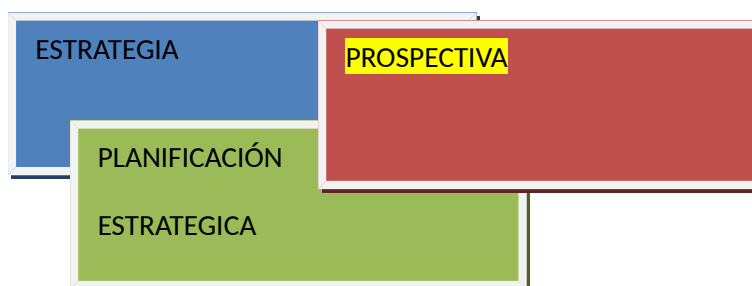 ESTRATEGIA
PROSPECTIVA
PLANIFICACIÓN
ESTRATEGICA